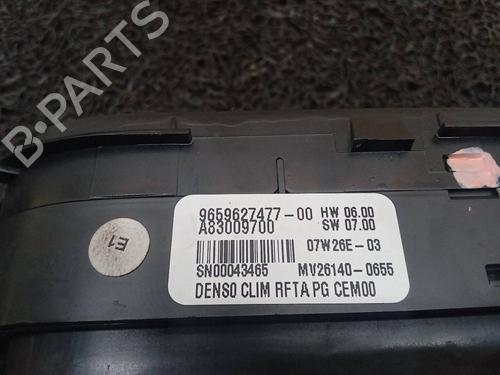 B-PARTS
9659627477-00 HW 06.00
A83009700 SW 07.00
07W26E-03
SN00043465 MV26140-0655
DENSO CLIM RFTA PG CEM00
E1